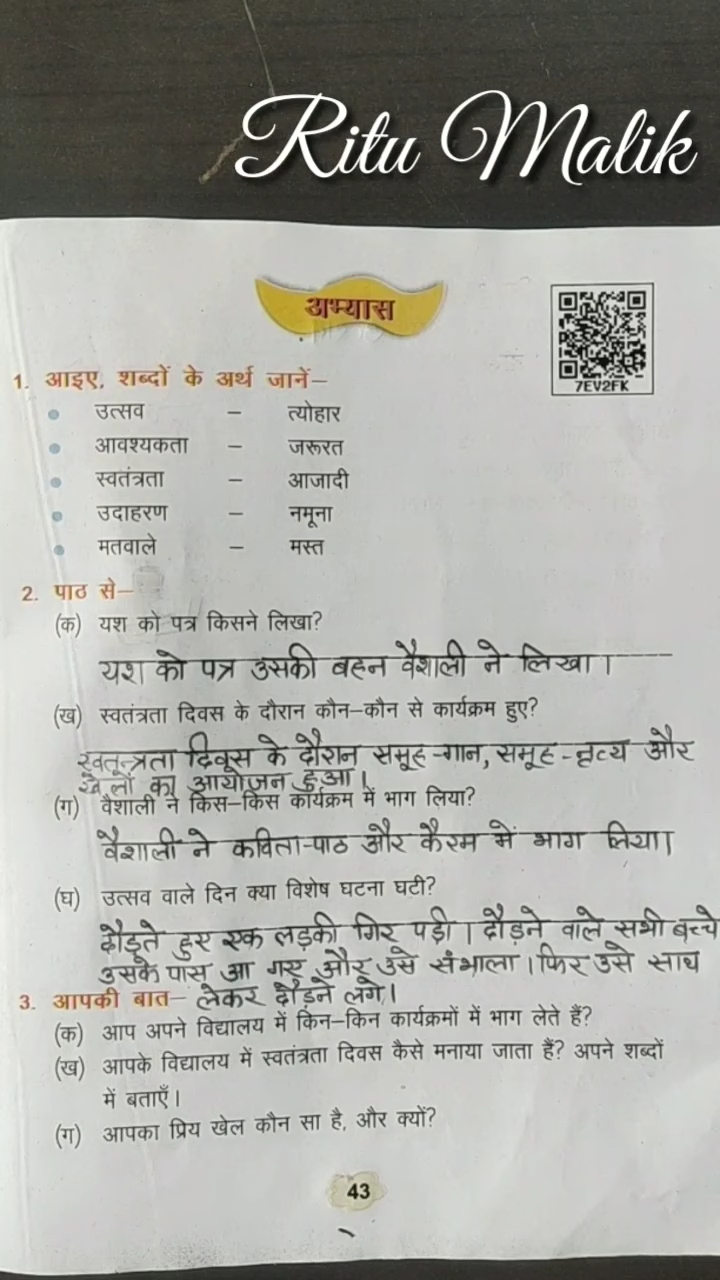 Ritu Malik
अभ्यास
7EV2FK
1. आइए, शब्दों के अर्थ जानें–
• उत्सव – त्योहार
• आवश्यकता – जरूरत
• स्वतंत्रता – आजादी
• उदाहरण – नमूना
• मतवाले – मस्त
2. पाठ से–
(क) यश को पत्र किसने लिखा?
यश को पत्र उसकी बहन वैशाली ने लिखा।
(ख) स्वतंत्रता दिवस के दौरान कौन–कौन से कार्यक्रम हुए?
स्वतन्त्रता दिवस के दौरान समूह-गान, समूह-नृत्य और
खेलों का आयोजन हुआ।
(ग) वैशाली ने किस–किस कार्यक्रम में भाग लिया?
वैशाली ने कविता-पाठ और कैरम में भाग लिया।
(घ) उत्सव वाले दिन क्या विशेष घटना घटी?
दौड़ते हुए एक लड़की गिर पड़ी। दौड़ने वाले सभी बच्चे
उसके पास आ गए और उसे संभाला। फिर उसे साथ
3. आपकी बात– लेकर दौड़ने लगे।
(क) आप अपने विद्यालय में किन–किन कार्यक्रमों में भाग लेते हैं?
(ख) आपके विद्यालय में स्वतंत्रता दिवस कैसे मनाया जाता हैं? अपने शब्दों
में बताएँ।
(ग) आपका प्रिय खेल कौन सा है, और क्यों?
43